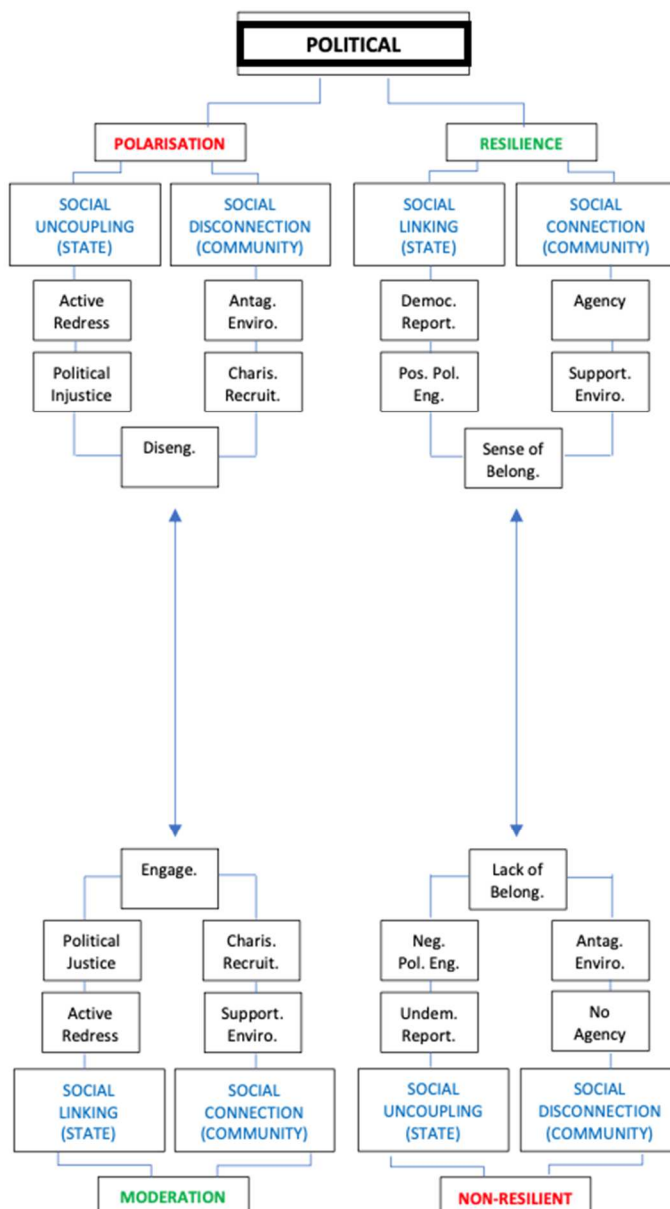 POLITICAL
POLARISATION
RESILIENCE
SOCIAL
UNCOUPLING
(STATE)
SOCIAL
DISCONNECTION
(COMMUNITY)
SOCIAL
LINKING
(STATE)
SOCIAL
CONNECTION
(COMMUNITY)
Active
Redress
Antag.
Enviro.
Democ.
Report.
Agency
Political
Injustice
Charis.
Recruit.
Pos. Pol.
Eng.
Support.
Enviro.
Diseng.
Sense of
Belong.
Engage.
Lack of
Belong.
Political
Justice
Charis.
Recruit.
Neg.
Pol. Eng.
Antag.
Enviro.
Active
Redress
Support.
Enviro.
Undem.
Report.
No
Agency
SOCIAL
LINKING
(STATE)
SOCIAL
CONNECTION
(COMMUNITY)
SOCIAL
UNCOUPLING
(STATE)
SOCIAL
DISCONNECTION
(COMMUNITY)
MODERATION
NON-RESILIENT